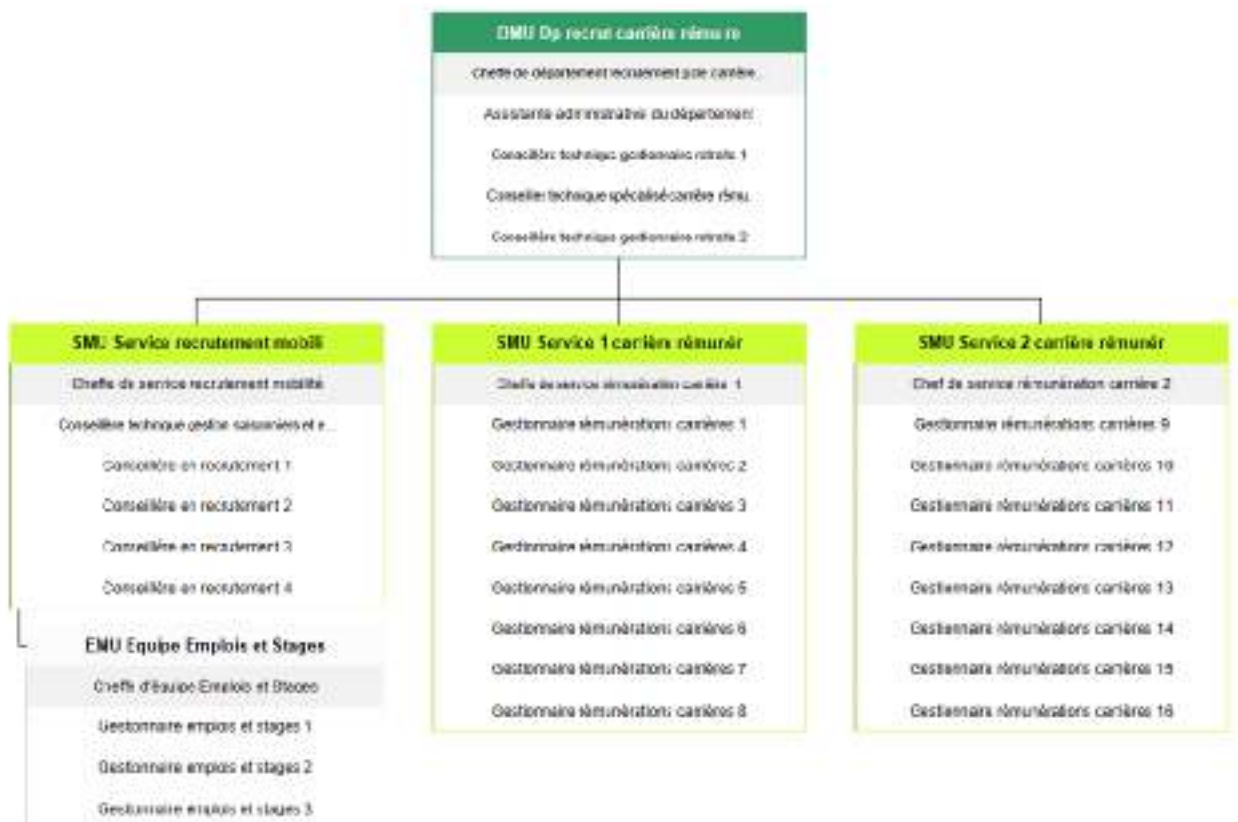 DMU Dp recrut carrière rémure
Cheffe de département recrutement pole carrière...
Assistante administrative du département
Conseillère technique gestionnaire retraite 1
Conseiller technique spécialisé carrière rému...
Conseillère technique gestionnaire retraite 2
SMU Service recrutement mobili
Cheffe de service recrutement mobilité
Conseillère technique gestion saisonniers et e...
Conseillère en recrutement 1
Conseillère en recrutement 2
Conseillère en recrutement 3
Conseillère en recrutement 4
EMU Equipe Emplois et Stages
Cheffe d'équipe Emplois et Stages
Gestionnaire emplois et stages 1
Gestionnaire emplois et stages 2
Gestionnaire emplois et stages 3
SMU Service 1 carrière rémunér
Cheffe de service rémunération carrière 1
Gestionnaire rémunérations carrières 1
Gestionnaire rémunérations carrières 2
Gestionnaire rémunérations carrières 3
Gestionnaire rémunérations carrières 4
Gestionnaire rémunérations carrières 5
Gestionnaire rémunérations carrières 6
Gestionnaire rémunérations carrières 7
Gestionnaire rémunérations carrières 8
SMU Service 2 carrière rémunér
Chef de service rémunération carrière 2
Gestionnaire rémunérations carrières 9
Gestionnaire rémunérations carrières 10
Gestionnaire rémunérations carrières 11
Gestionnaire rémunérations carrières 12
Gestionnaire rémunérations carrières 13
Gestionnaire rémunérations carrières 14
Gestionnaire rémunérations carrières 15
Gestionnaire rémunérations carrières 16